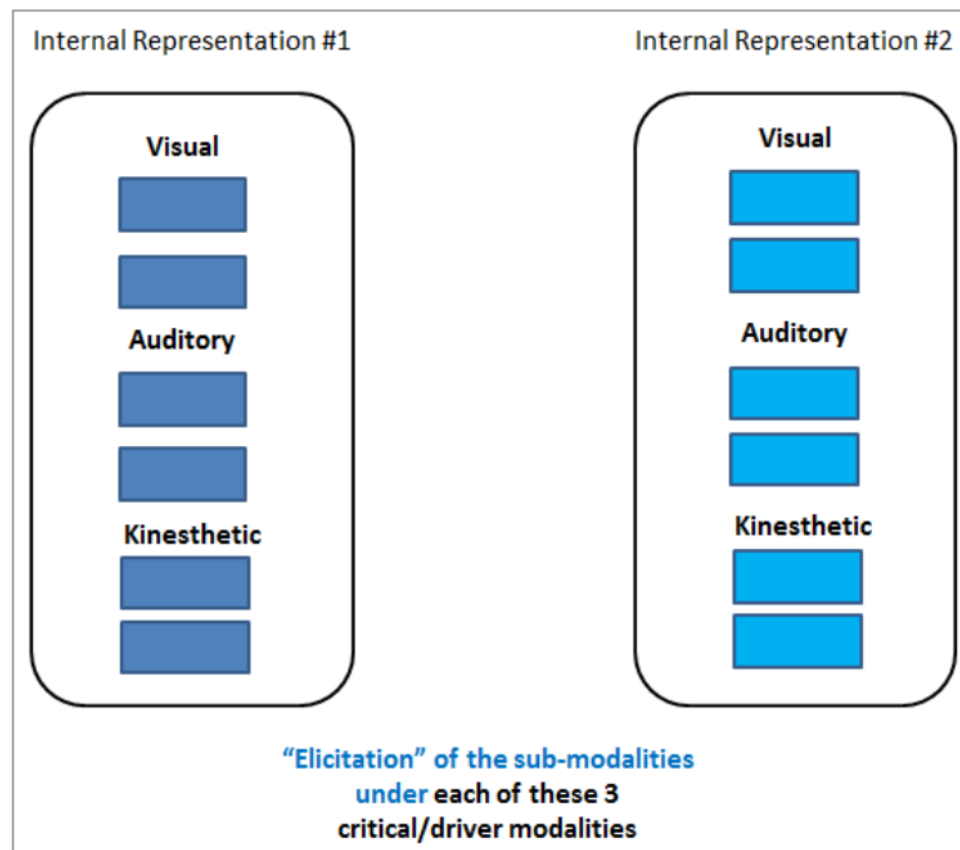 Internal Representation #1
Internal Representation #2
Visual
Auditory
Kinesthetic
Visual
Auditory
Kinesthetic
“Elicitation” of the sub-modalities
under each of these 3
critical/driver modalities